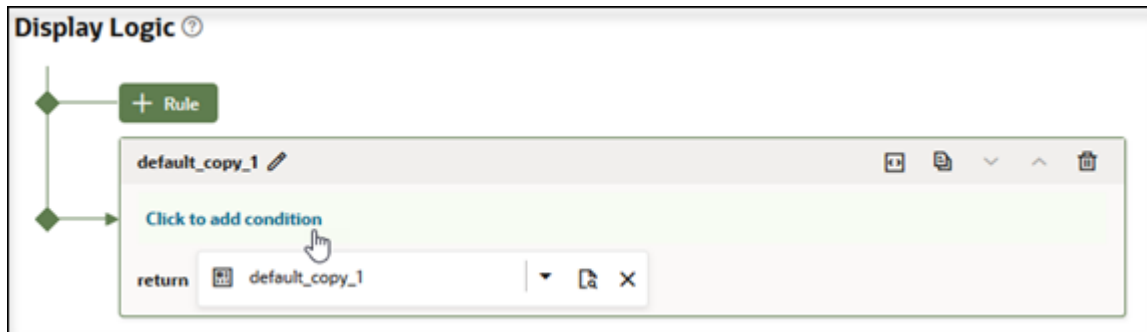 Display Logic ?
+ Rule
default_copy_1
Click to add condition
return default_copy_1